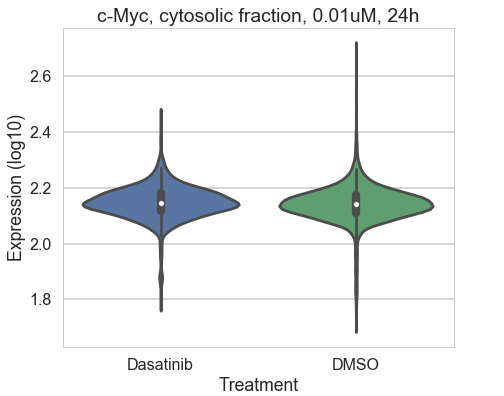 c-Myc, cytosolic fraction, 0.01uM, 24h
Expression (log10)
2.6
2.4
2.2
2.0
1.8
Dasatinib DMSO
Treatment